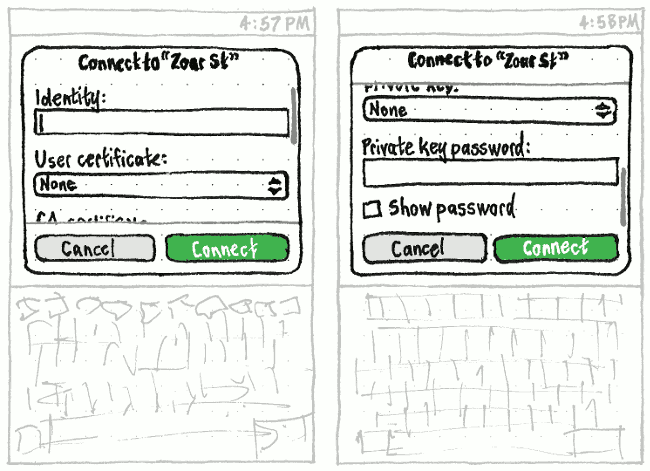 4:57 PM
Connect to "Zoar St"
Identity:
User certificate:
None
CA certificate
Cancel
Connect
4:58 PM
Connect to "Zoar St"
Private key:
None
Private key password:
Show password
Cancel
Connect